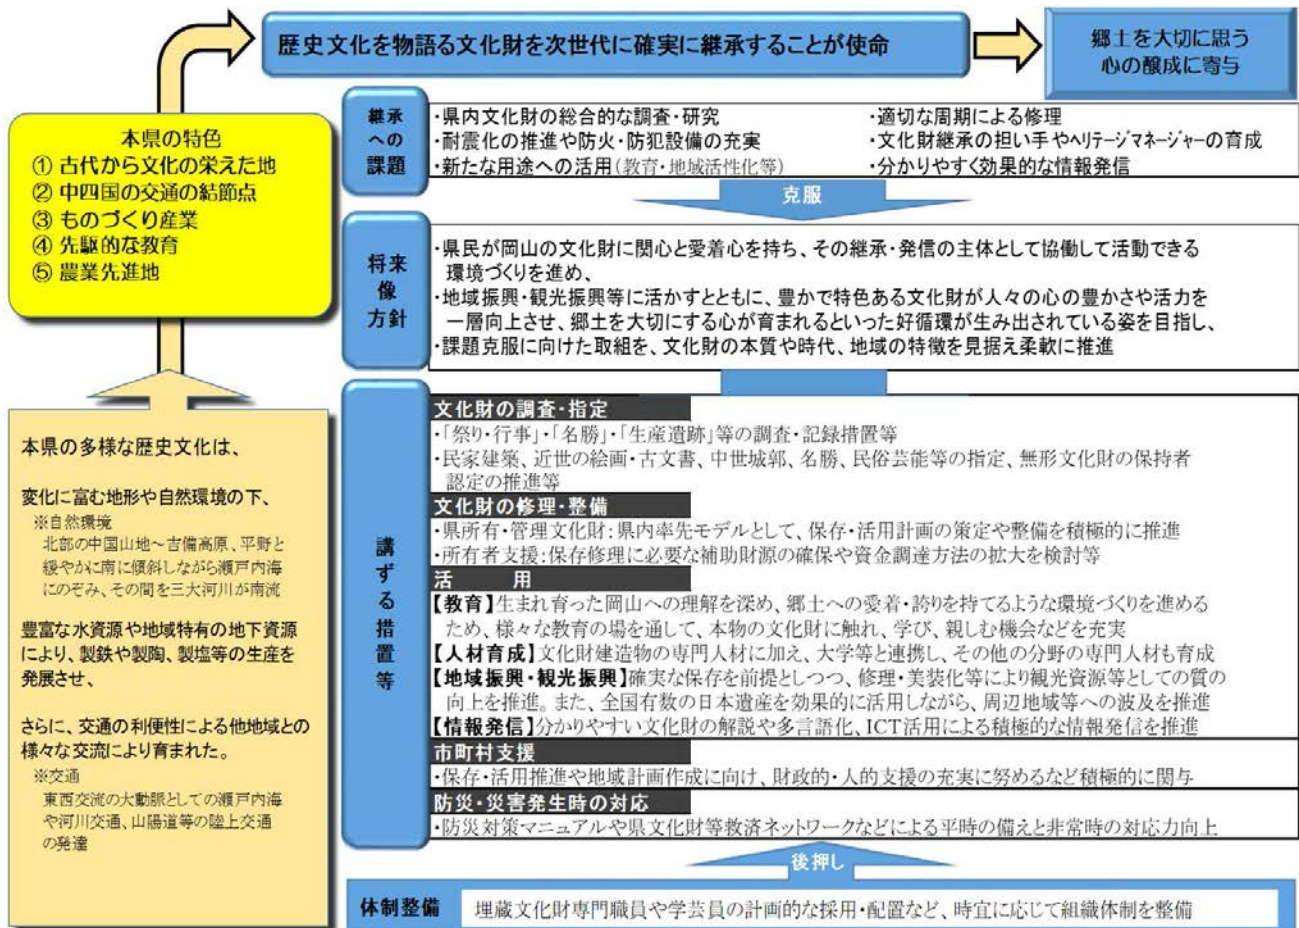 歴史文化を物語る文化財を次世代に確実に継承することが使命
郷土を大切に思う
心の醸成に寄与
本県の特色
① 古代から文化の栄えた地
② 中四国の交通の結節点
③ ものづくり産業
④ 先駆的な教育
⑤ 農業先進地
本県の多様な歴史文化は、
変化に富む地形や自然環境の下、
※自然環境
北部の中国山地～吉備高原、平野と
緩やかに南に傾斜しながら瀬戸内海
にのぞみ、その間を三大河川が南流
豊富な水資源や地域特有の地下資源
により、製鉄や製陶、製塩等の生産を
発展させ、
さらに、交通の利便性による他地域との
様々な交流により育まれた。
※交通
東西交流の大動脈としての瀬戸内海
や河川交通、山陽道等の陸上交通
の発達
継承
への
課題
・県内文化財の総合的な調査・研究
・耐震化の推進や防火・防犯設備の充実
・新たな用途への活用(教育・地域活性化等)
・適切な周期による修理
・文化財継承の担い手やヘリテージマネージャーの育成
・分かりやすく効果的な情報発信
克服
将来
像
方針
・県民が岡山の文化財に関心と愛着心を持ち、その継承・発信の主体として協働して活動できる
環境づくりを進め、
・地域振興・観光振興等に活かすとともに、豊かで特色ある文化財が人々の心の豊かさや活力を
一層向上させ、郷土を大切にする心が育まれるといった好循環が生み出されている姿を目指し、
・課題克服に向けた取組を、文化財の本質や時代、地域の特徴を見据え柔軟に推進
講ずる措置等
文化財の調査・指定
・「祭り・行事」・「名勝」・「生産遺跡」等の調査・記録措置等
・民家建築、近世の絵画・古文書、中世城郭、名勝、民俗芸能等の指定、無形文化財の保持者
認定の推進等
文化財の修理・整備
・県所有・管理文化財：県内率先モデルとして、保存・活用計画の策定や整備を積極的に推進
・所有者支援：保存修理に必要な補助財源の確保や資金調達方法の拡大を検討等
活 用
【教育】生まれ育った岡山への理解を深め、郷土への愛着・誇りを持てるような環境づくりを進める
ため、様々な教育の場を通して、本物の文化財に触れ、学び、親しむ機会などを充実
【人材育成】文化財建造物の専門人材に加え、大学等と連携し、その他の分野の専門人材も育成
【地域振興・観光振興】確実な保存を前提としつつ、修理・美装化等により観光資源等としての質の
向上を推進。また、全国有数の日本遺産を効果的に活用しながら、周辺地域等への波及を推進
【情報発信】分かりやすい文化財の解説や多言語化、ICT活用による積極的な情報発信を推進
市町村支援
・保存・活用推進や地域計画作成に向け、財政的・人的支援の充実に努めるなど積極的に関与
防災・災害発生時の対応
・防災対策マニュアルや県文化財等救済ネットワークなどによる平時の備えと非常時の対応力向上
後押し
体制整備
埋蔵文化財専門職員や学芸員の計画的な採用・配置など、時宜に応じて組織体制を整備